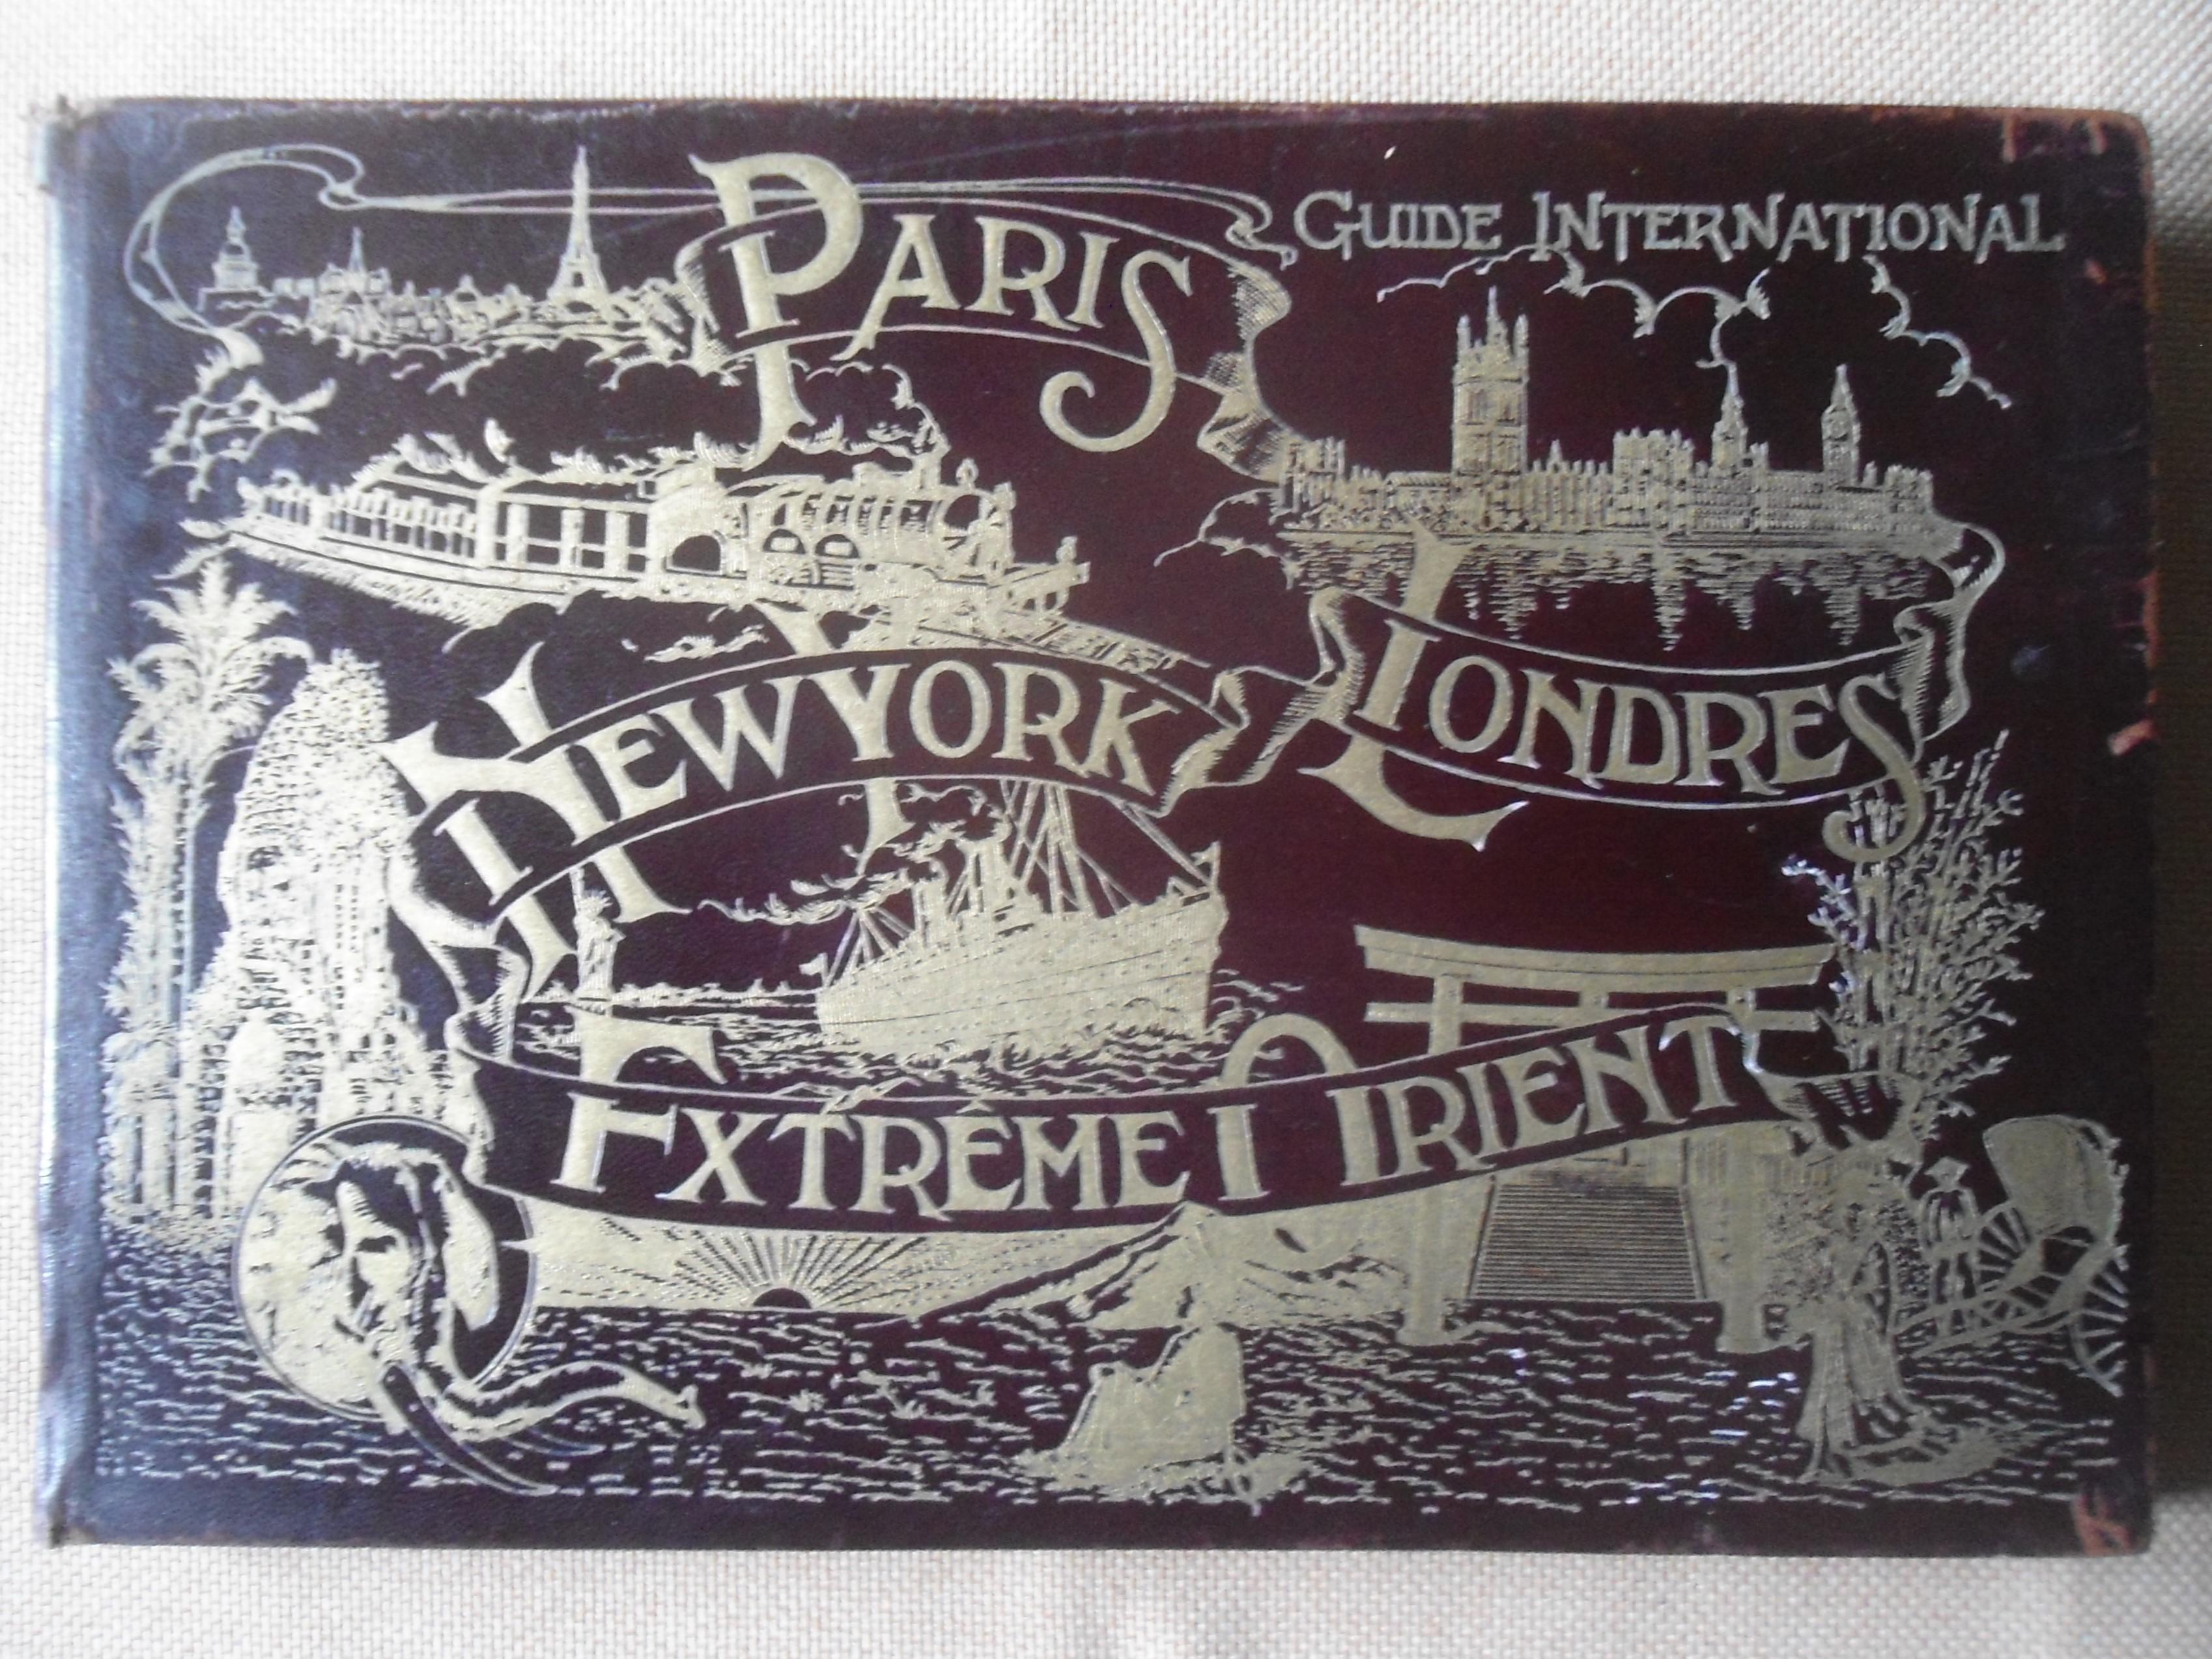 PARIS
GUIDE INTERNATIONAL
NEW YORK
LONDRES
EXTRÊME ORIENT